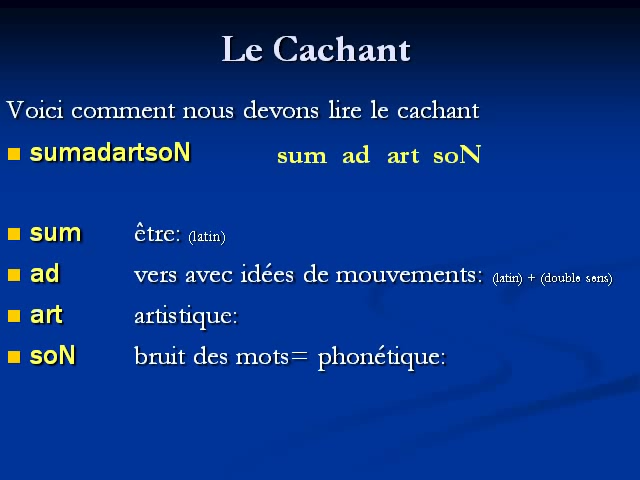 Le Cachant
Voici comment nous devons lire le cachant
sumadartsoN sum ad art soN
sum être: (latin)
ad vers avec idées de mouvements: (latin) + (double sens)
art artistique:
soN bruit des mots= phonétique: